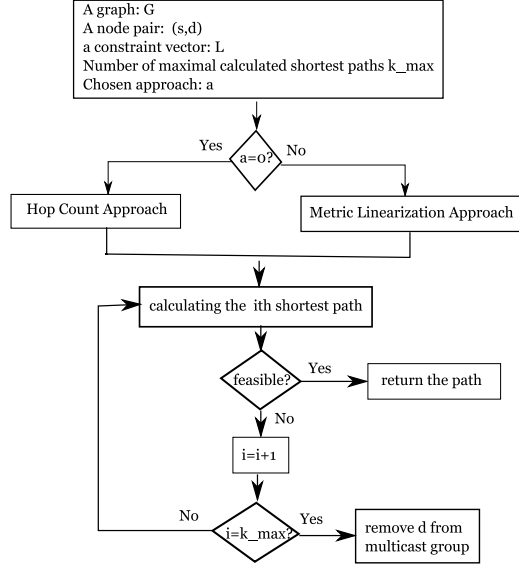 A graph: G
A node pair: (s,d)
a constraint vector: L
Number of maximal calculated shortest paths k_max
Chosen approach: a
Yes
a=0?
No
Hop Count Approach
Metric Linearization Approach
calculating the ith shortest path
feasible?
Yes
return the path
No
i=i+1
No
i=k_max?
Yes
remove d from
multicast group